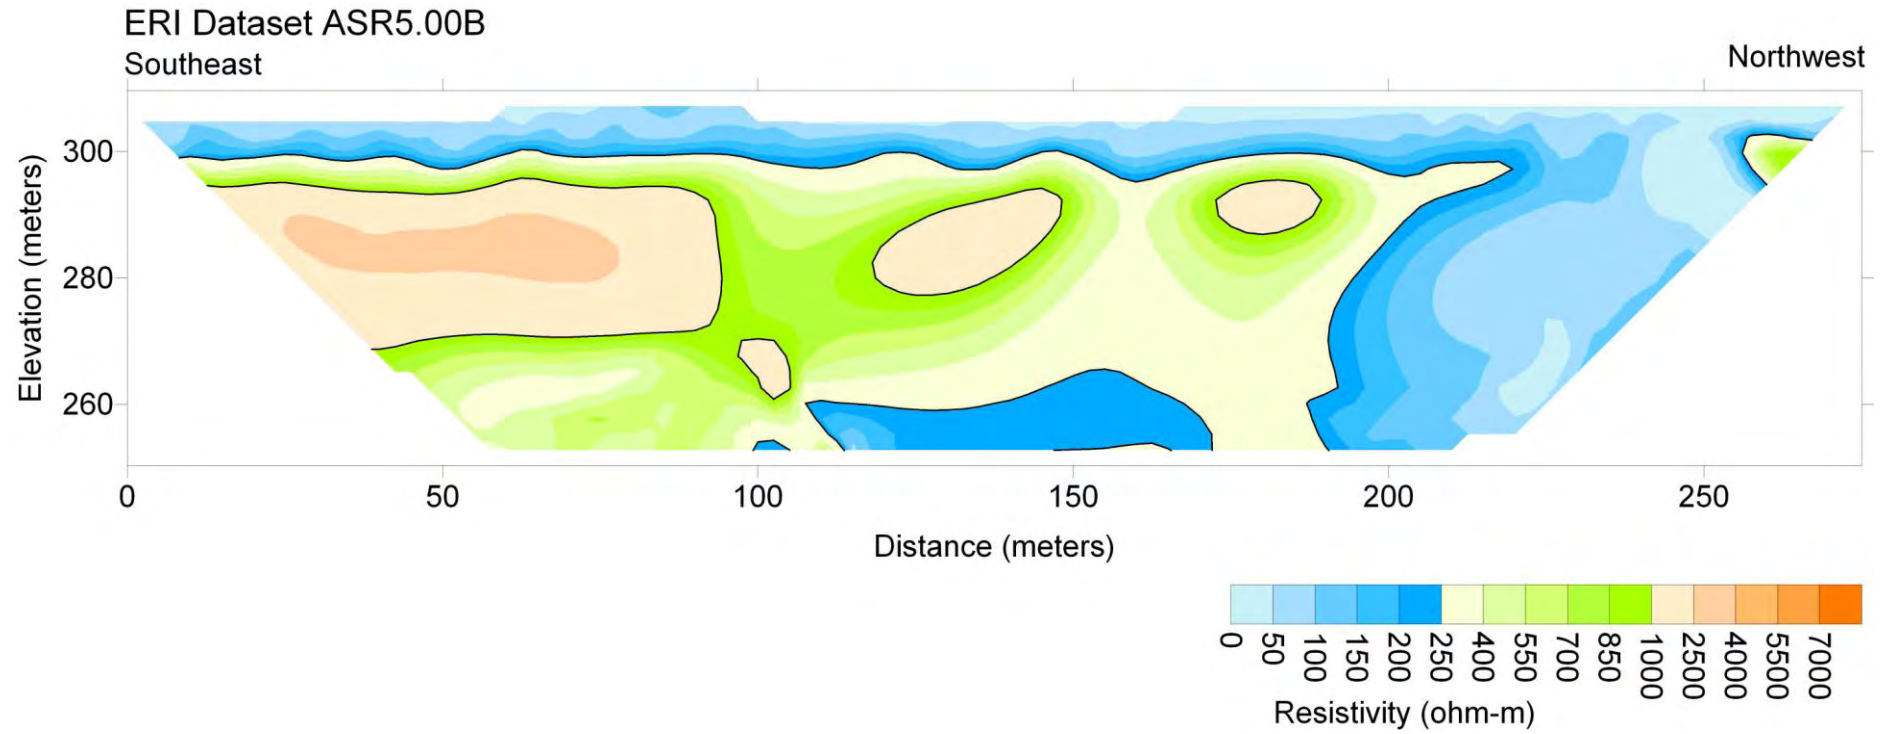 ERI Dataset ASR5.00B
Southeast
Northwest
Elevation (meters)
300
280
260
0 50 100 150 200 250
Distance (meters)
0 50 100 150 200 250 400 550 700 850 1000 2500 4000 5500 7000
Resistivity (ohm-m)